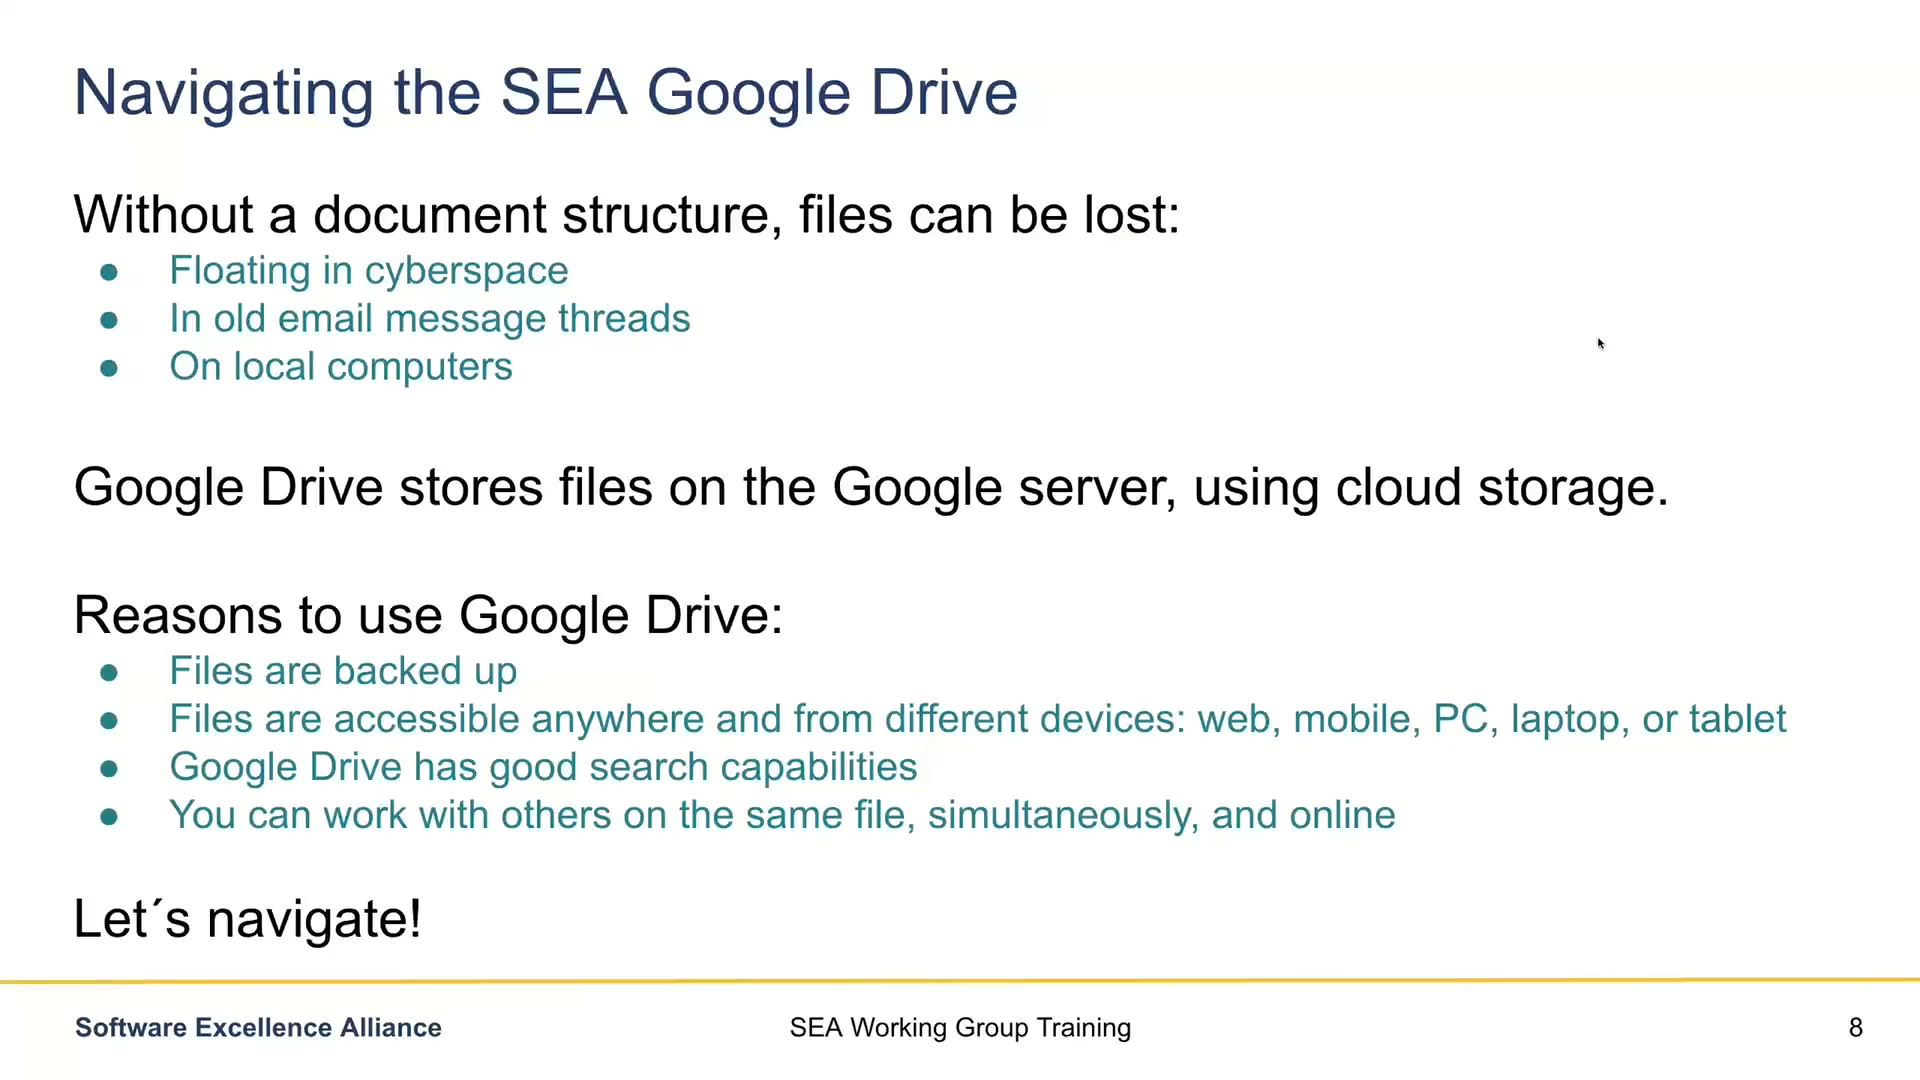 Navigating the SEA Google Drive
Without a document structure, files can be lost:
● Floating in cyberspace
● In old email message threads
● On local computers
Google Drive stores files on the Google server, using cloud storage.
Reasons to use Google Drive:
● Files are backed up
● Files are accessible anywhere and from different devices: web, mobile, PC, laptop, or tablet
● Google Drive has good search capabilities
● You can work with others on the same file, simultaneously, and online
Let´s navigate!
Software Excellence Alliance
SEA Working Group Training
8